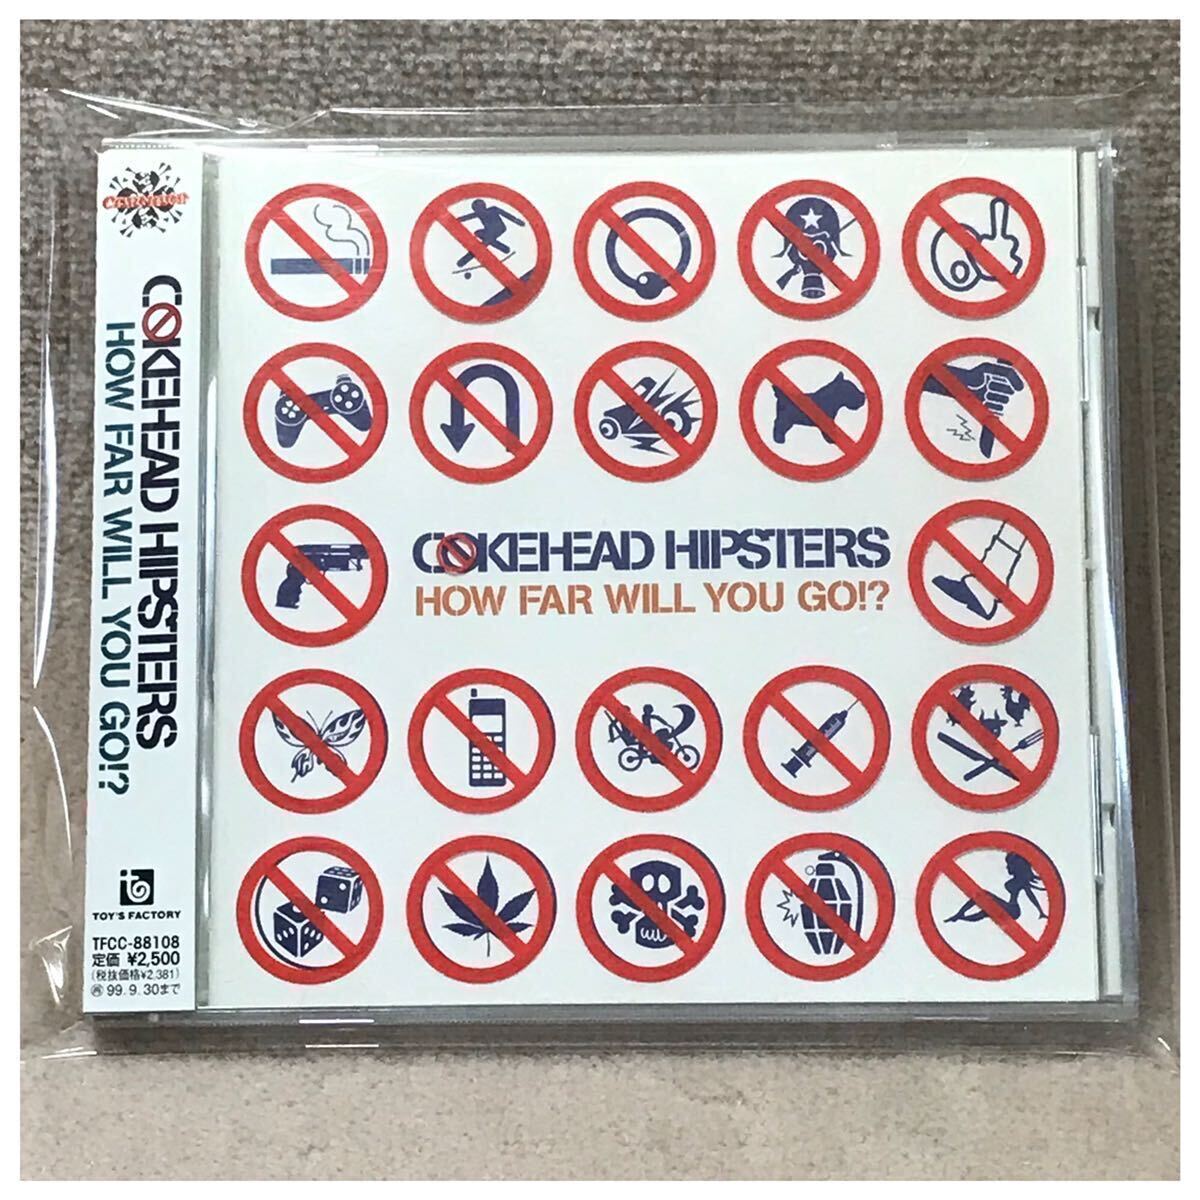 COKEHEAD HIPSTERS
HOW FAR WILL YOU GO!?
TOY'S FACTORY
TFCC-88108
定価 ¥2,500
(税抜価格¥2,381)
99.9.30まで
COKEHEAD HIPSTERS
HOW FAR WILL YOU GO!?